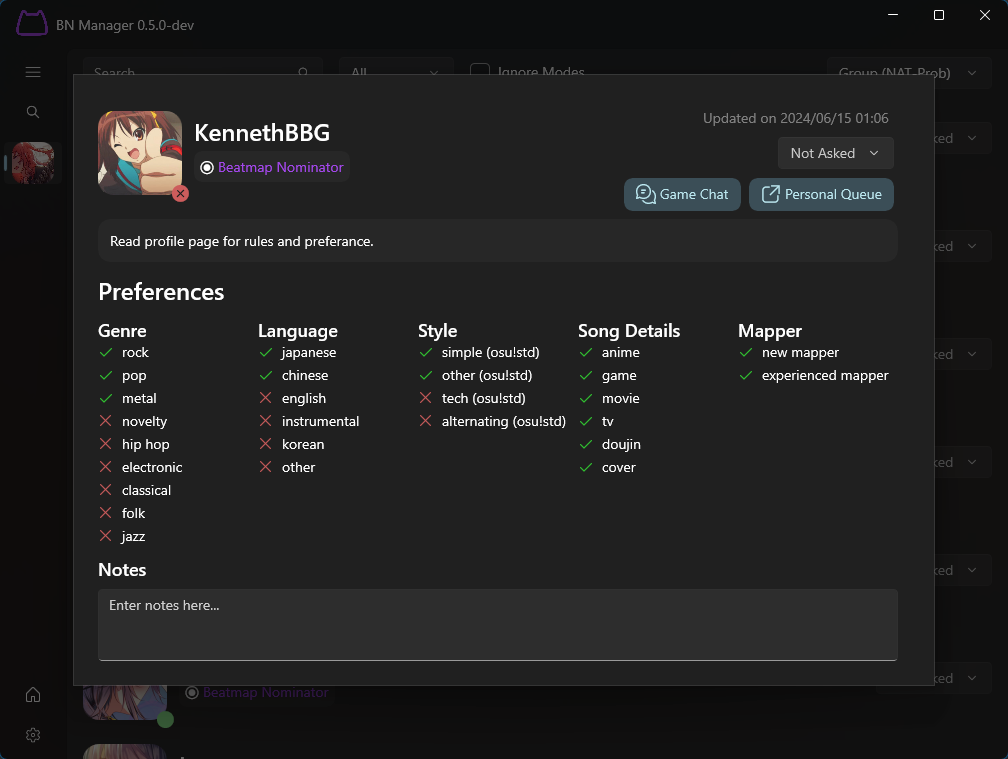 BN Manager 0.5.0-dev
Search
All
Ignore Modes
Group (NAT-Prob)
KennethBBG
Beatmap Nominator
Updated on 2024/06/15 01:06
Not Asked
Game Chat
Personal Queue
Read profile page for rules and preferance.
Preferences
Genre
rock
pop
metal
novelty
hip hop
electronic
classical
folk
jazz
Language
japanese
chinese
english
instrumental
korean
other
Style
simple (osu!std)
other (osu!std)
tech (osu!std)
alternating (osu!std)
Song Details
anime
game
movie
tv
doujin
cover
Mapper
new mapper
experienced mapper
Notes
Enter notes here...
Beatmap Nominator